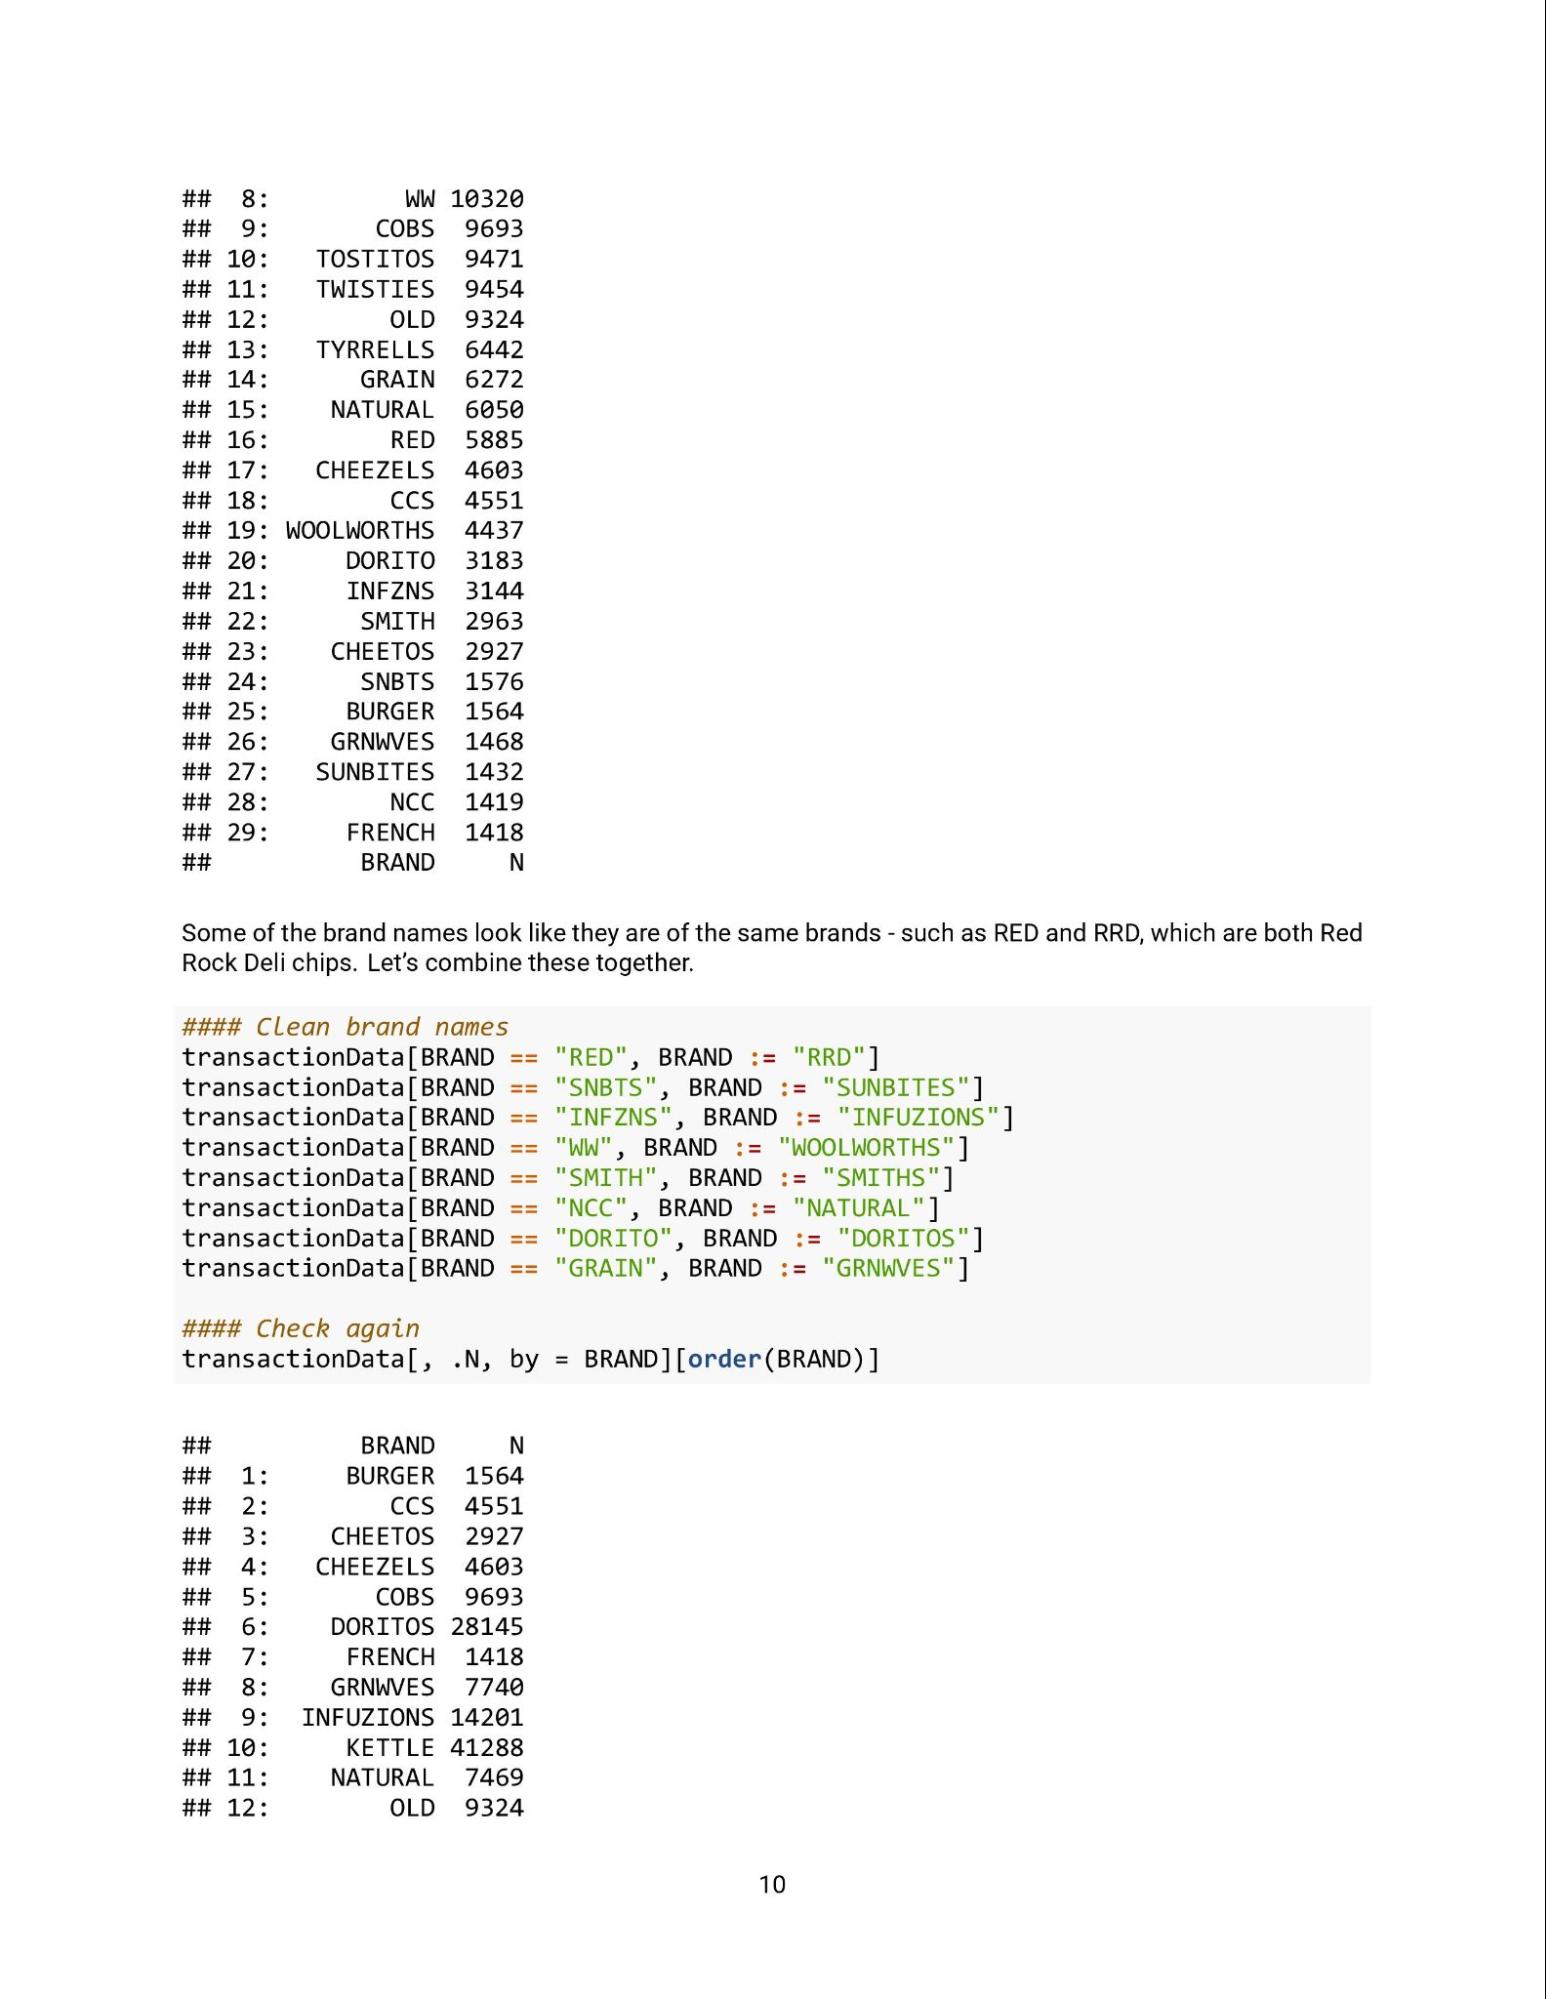 ##  8:         WW 10320
##  9:       COBS  9693
## 10:   TOSTITOS  9471
## 11:   TWISTIES  9454
## 12:        OLD  9324
## 13:   TYRRELLS  6442
## 14:      GRAIN  6272
## 15:    NATURAL  6050
## 16:        RED  5885
## 17:   CHEEZELS  4603
## 18:        CCS  4551
## 19: WOOLWORTHS  4437
## 20:     DORITO  3183
## 21:     INFZNS  3144
## 22:      SMITH  2963
## 23:    CHEETOS  2927
## 24:      SNBTS  1576
## 25:     BURGER  1564
## 26:    GRNWVES  1468
## 27:   SUNBITES  1432
## 28:        NCC  1419
## 29:     FRENCH  1418
##          BRAND     N
Some of the brand names look like they are of the same brands - such as RED and RRD, which are both Red
Rock Deli chips. Let’s combine these together.
#### Clean brand names
transactionData[BRAND == "RED", BRAND := "RRD"]
transactionData[BRAND == "SNBTS", BRAND := "SUNBITES"]
transactionData[BRAND == "INFZNS", BRAND := "INFUZIONS"]
transactionData[BRAND == "WW", BRAND := "WOOLWORTHS"]
transactionData[BRAND == "SMITH", BRAND := "SMITHS"]
transactionData[BRAND == "NCC", BRAND := "NATURAL"]
transactionData[BRAND == "DORITO", BRAND := "DORITOS"]
transactionData[BRAND == "GRAIN", BRAND := "GRNWVES"]
#### Check again
transactionData[, .N, by = BRAND][order(BRAND)]
##          BRAND     N
##  1:     BURGER  1564
##  2:        CCS  4551
##  3:    CHEETOS  2927
##  4:   CHEEZELS  4603
##  5:       COBS  9693
##  6:    DORITOS 28145
##  7:     FRENCH  1418
##  8:    GRNWVES  7740
##  9:  INFUZIONS 14201
## 10:     KETTLE 41288
## 11:    NATURAL  7469
## 12:        OLD  9324
10